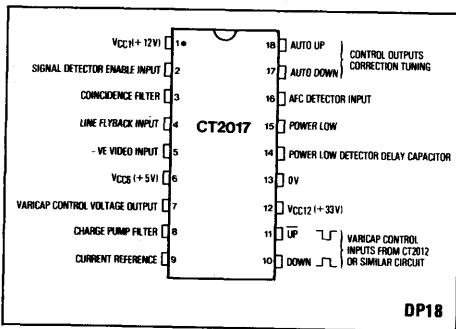 VCC1(+ 12V) 1
SIGNAL DETECTOR ENABLE INPUT 2
COINCIDENCE FILTER 3
LINE FLYBACK INPUT 4
- VE VIDEO INPUT 5
VCC6 (+ 5V) 6
VARICAP CONTROL VOLTAGE OUTPUT 7
CHARGE PUMP FILTER 8
CURRENT REFERENCE 9
CT2017
18 AUTO UP
17 AUTO DOWN
CONTROL OUTPUTS
CORRECTION TUNING
16 AFC DETECTOR INPUT
15 POWER LOW
14 POWER LOW DETECTOR DELAY CAPACITOR
13 0V
12 VCC12 (+ 33V)
11 U̅P̅
10 DOWN
VARICAP CONTROL
INPUTS FROM CT2012
OR SIMILAR CIRCUIT
DP18